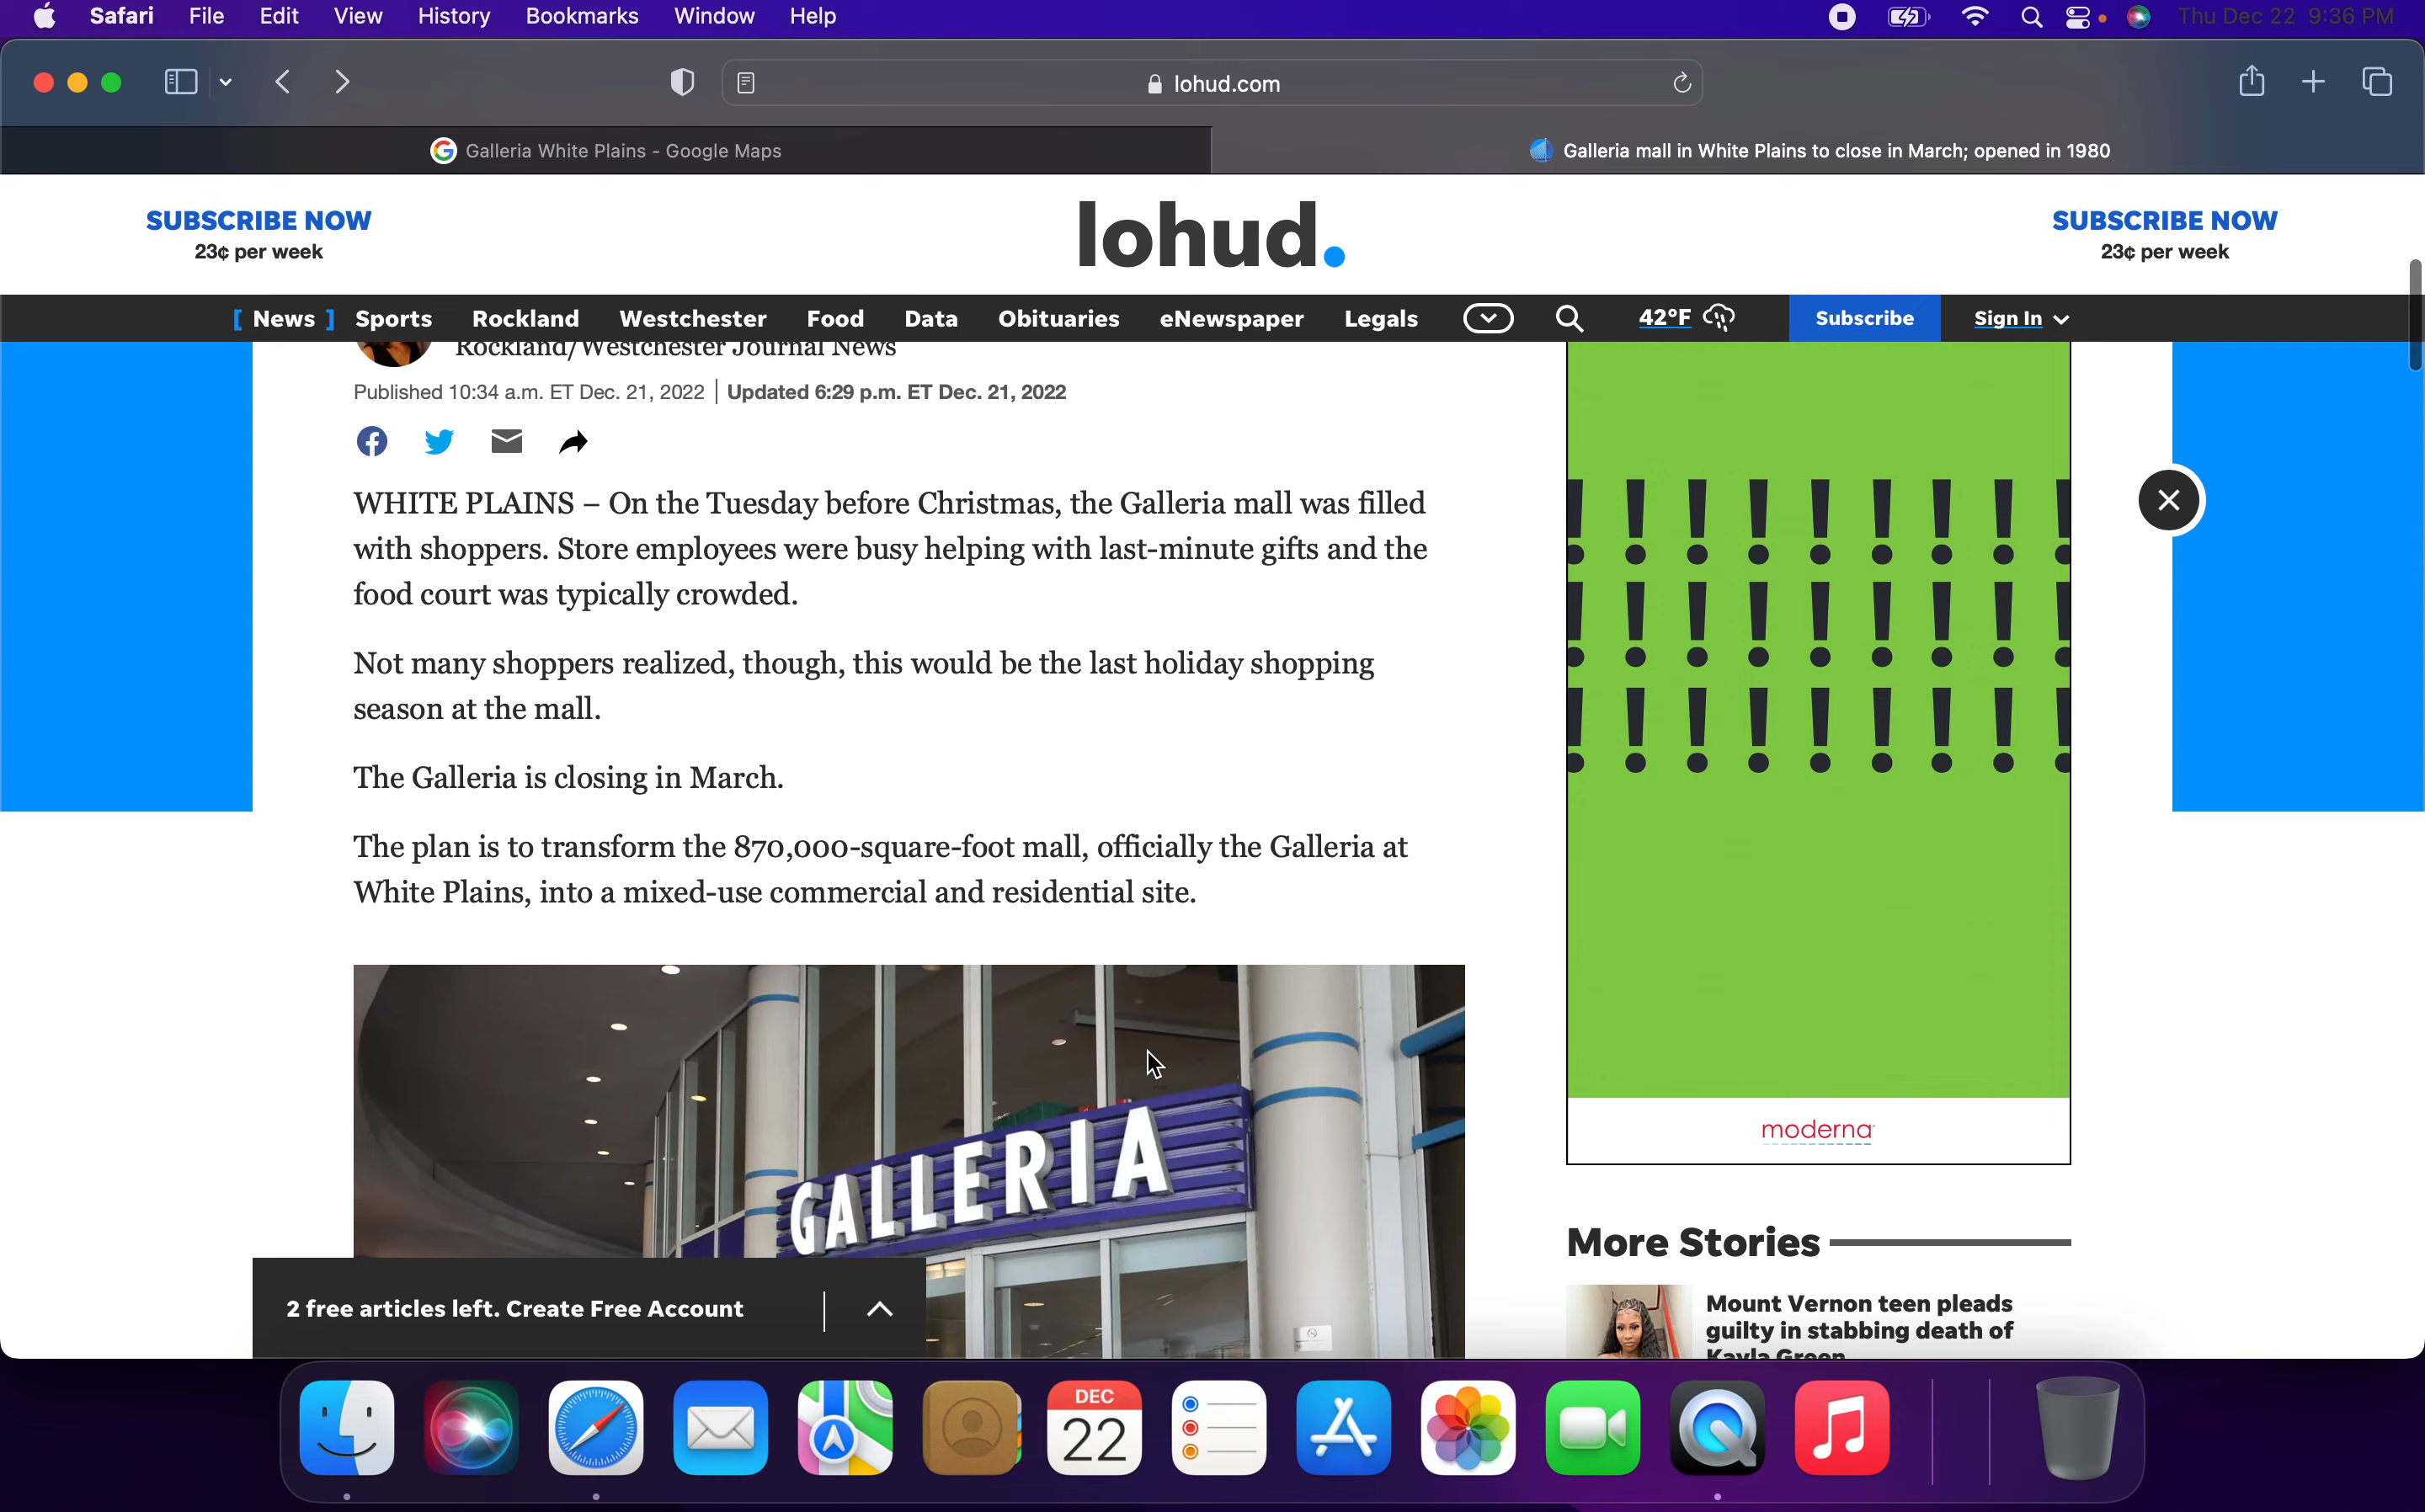 Safari File Edit View History Bookmarks Window Help Thu Dec 22 9:36 PM
lohud.com
Galleria White Plains - Google Maps
Galleria mall in White Plains to close in March; opened in 1980
SUBSCRIBE NOW
23¢ per week
lohud.
SUBSCRIBE NOW
23¢ per week
[ News ] Sports Rockland Westchester Food Data Obituaries eNewspaper Legals 42°F Subscribe Sign In
Rockland/Westchester Journal News
Published 10:34 a.m. ET Dec. 21, 2022 | Updated 6:29 p.m. ET Dec. 21, 2022
WHITE PLAINS – On the Tuesday before Christmas, the Galleria mall was filled
with shoppers. Store employees were busy helping with last-minute gifts and the
food court was typically crowded.
Not many shoppers realized, though, this would be the last holiday shopping
season at the mall.
The Galleria is closing in March.
The plan is to transform the 870,000-square-foot mall, officially the Galleria at
White Plains, into a mixed-use commercial and residential site.
GALLERIA
2 free articles left. Create Free Account
! ! ! ! ! ! ! ! !
! ! ! ! ! ! ! ! !
! ! ! ! ! ! ! ! !
moderna
More Stories
Mount Vernon teen pleads
guilty in stabbing death of
Kayla Green
DEC
22